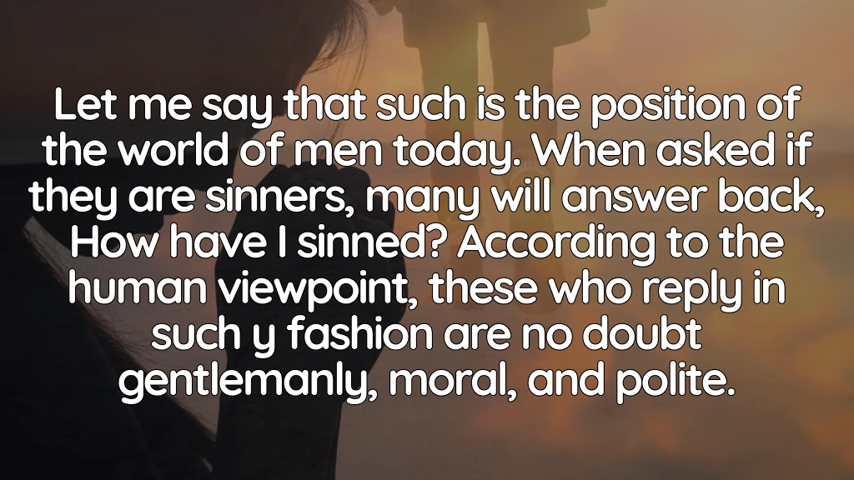 Let me say that such is the position of
the world of men today. When asked if
they are sinners, many will answer back,
How have I sinned? According to the
human viewpoint, these who reply in
such y fashion are no doubt
gentlemanly, moral, and polite.